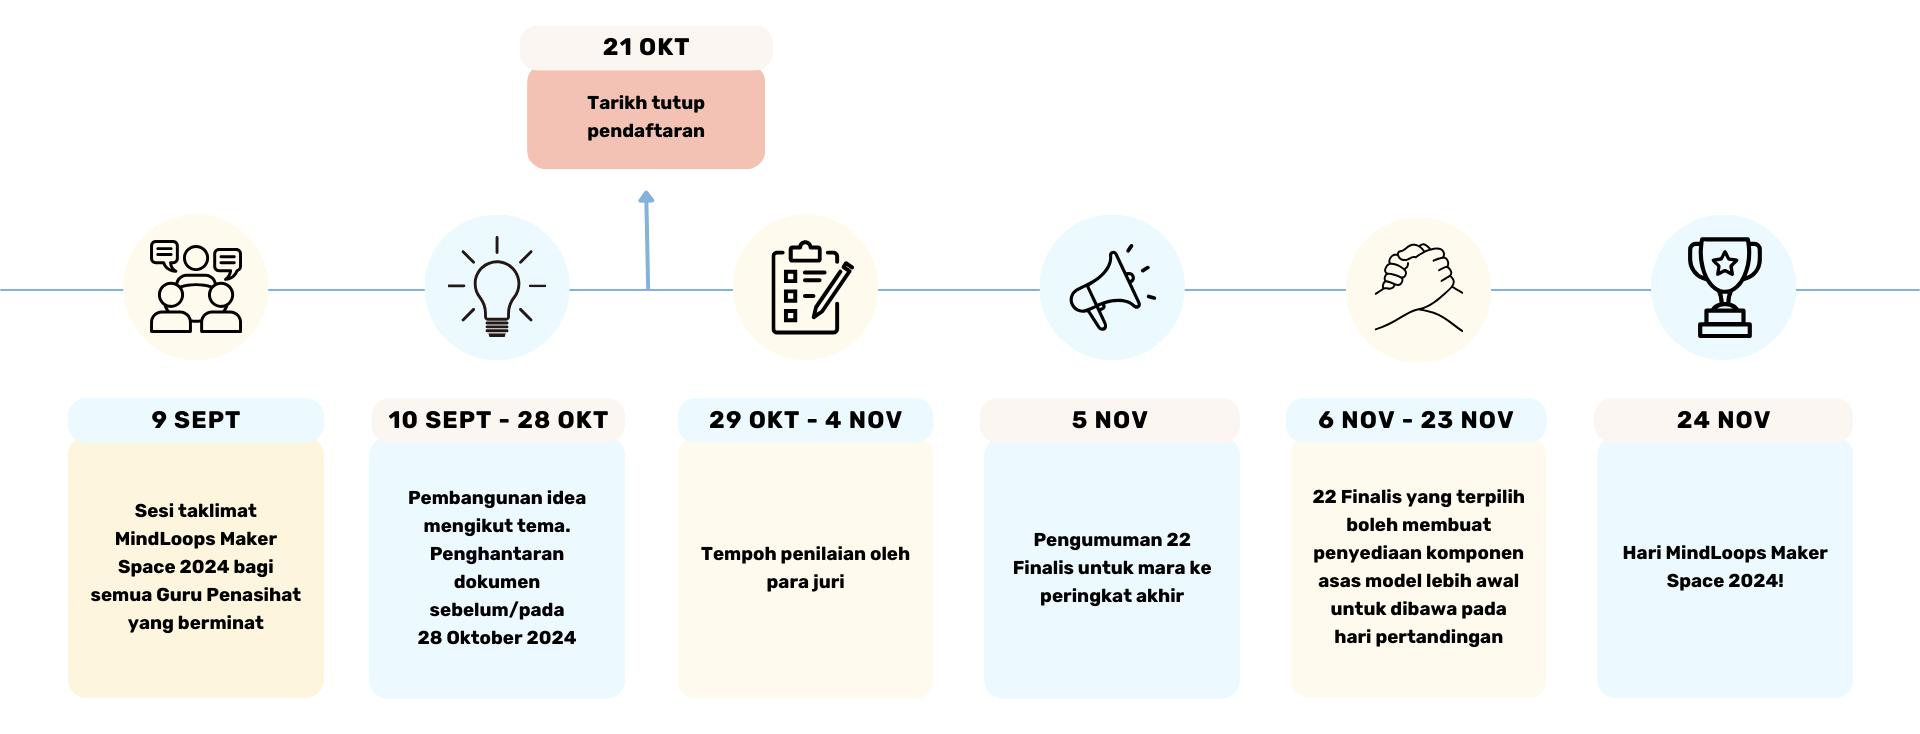 21 OKT
Tarikh tutup
pendaftaran
9 SEPT
Sesi taklimat
MindLoops Maker
Space 2024 bagi
semua Guru Penasihat
yang berminat
10 SEPT - 28 OKT
Pembangunan idea
mengikut tema.
Penghantaran
dokumen
sebelum/pada
28 Oktober 2024
29 OKT - 4 NOV
Tempoh penilaian oleh
para juri
5 NOV
Pengumuman 22
Finalis untuk mara ke
peringkat akhir
6 NOV - 23 NOV
22 Finalis yang terpilih
boleh membuat
penyediaan komponen
asas model lebih awal
untuk dibawa pada
hari pertandingan
24 NOV
Hari MindLoops Maker
Space 2024!